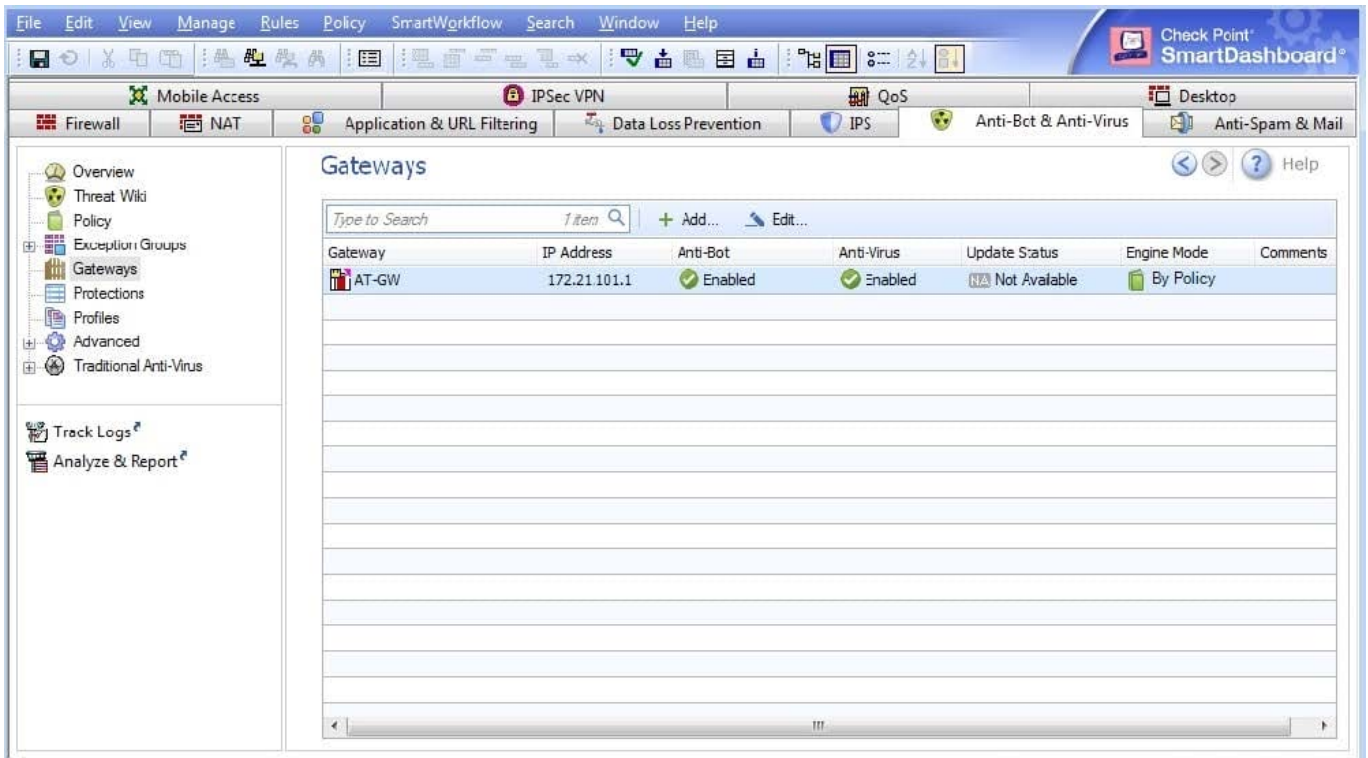 File Edit View Manage Rules Policy SmartWorkflow Search Window Help
Check Point
SmartDashboard
Mobile Access IPSec VPN QoS Desktop
Firewall NAT Application & URL Filtering Data Loss Prevention IPS Anti-Bot & Anti-Virus Anti-Spam & Mail
Overview
Threat Wiki
Policy
Exception Groups
Gateways
Protections
Profiles
Advanced
Traditional Anti-Virus
Track Logs
Analyze & Report
Gateways
? Help
Type to Search 1 item + Add... Edit...
Gateway IP Address Anti-Bot Anti-Virus Update Status Engine Mode Comments
AT-GW 172.21.101.1 Enabled Enabled NA Not Available By Policy